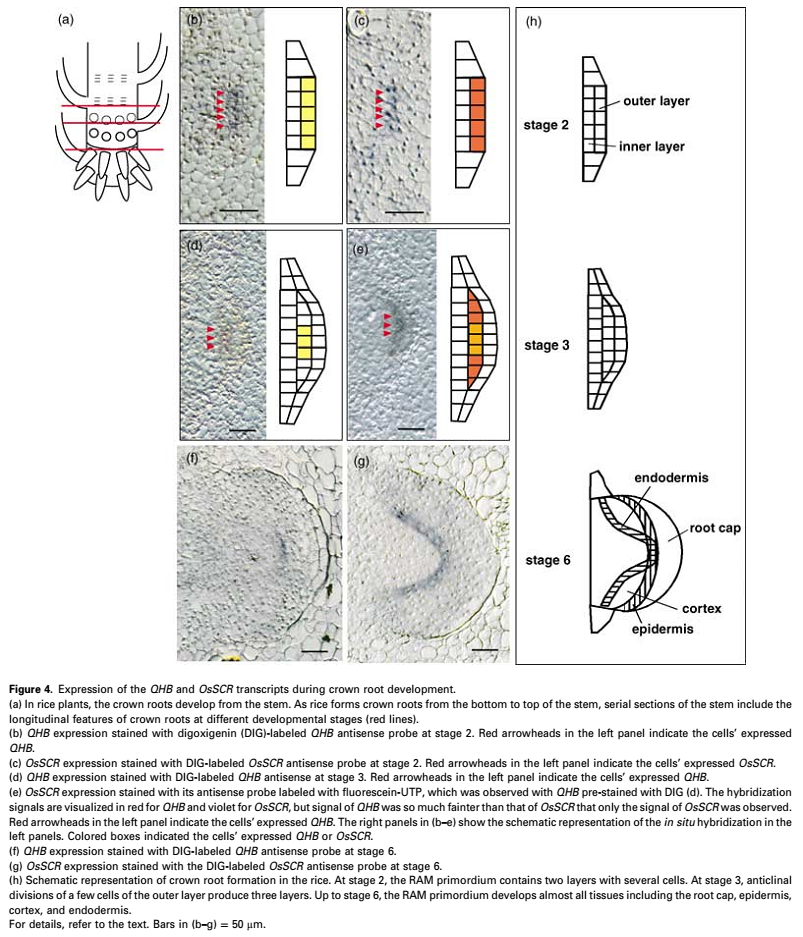 (a)
(b)
(c)
(h)
stage 2
outer layer
inner layer
(d)
(e)
stage 3
(f)
(g)
stage 6
endodermis
root cap
cortex
epidermis
Figure 4. Expression of the QHB and OsSCR transcripts during crown root development.
(a) In rice plants, the crown roots develop from the stem. As rice forms crown roots from the bottom to top of the stem, serial sections of the stem include the
longitudinal features of crown roots at different developmental stages (red lines).
(b) QHB expression stained with digoxigenin (DIG)-labeled QHB antisense probe at stage 2. Red arrowheads in the left panel indicate the cells' expressed
QHB.
(c) OsSCR expression stained with DIG-labeled OsSCR antisense probe at stage 2. Red arrowheads in the left panel indicate the cells' expressed OsSCR.
(d) QHB expression stained with DIG-labeled QHB antisense at stage 3. Red arrowheads in the left panel indicate the cells' expressed QHB.
(e) OsSCR expression stained with its antisense probe labeled with fluorescein-UTP, which was observed with QHB pre-stained with DIG (d). The hybridization
signals are visualized in red for QHB and violet for OsSCR, but signal of QHB was so much fainter than that of OsSCR that only the signal of OsSCR was observed.
Red arrowheads in the left panel indicate the cells' expressed QHB. The right panels in (b–e) show the schematic representation of the in situ hybridization in the
left panels. Colored boxes indicated the cells' expressed QHB or OsSCR.
(f) QHB expression stained with DIG-labeled QHB antisense probe at stage 6.
(g) OsSCR expression stained with the DIG-labeled OsSCR antisense probe at stage 6.
(h) Schematic representation of crown root formation in the rice. At stage 2, the RAM primordium contains two layers with several cells. At stage 3, anticlinal
divisions of a few cells of the outer layer produce three layers. Up to stage 6, the RAM primordium develops almost all tissues including the root cap, epidermis,
cortex, and endodermis.
For details, refer to the text. Bars in (b–g) = 50 μm.